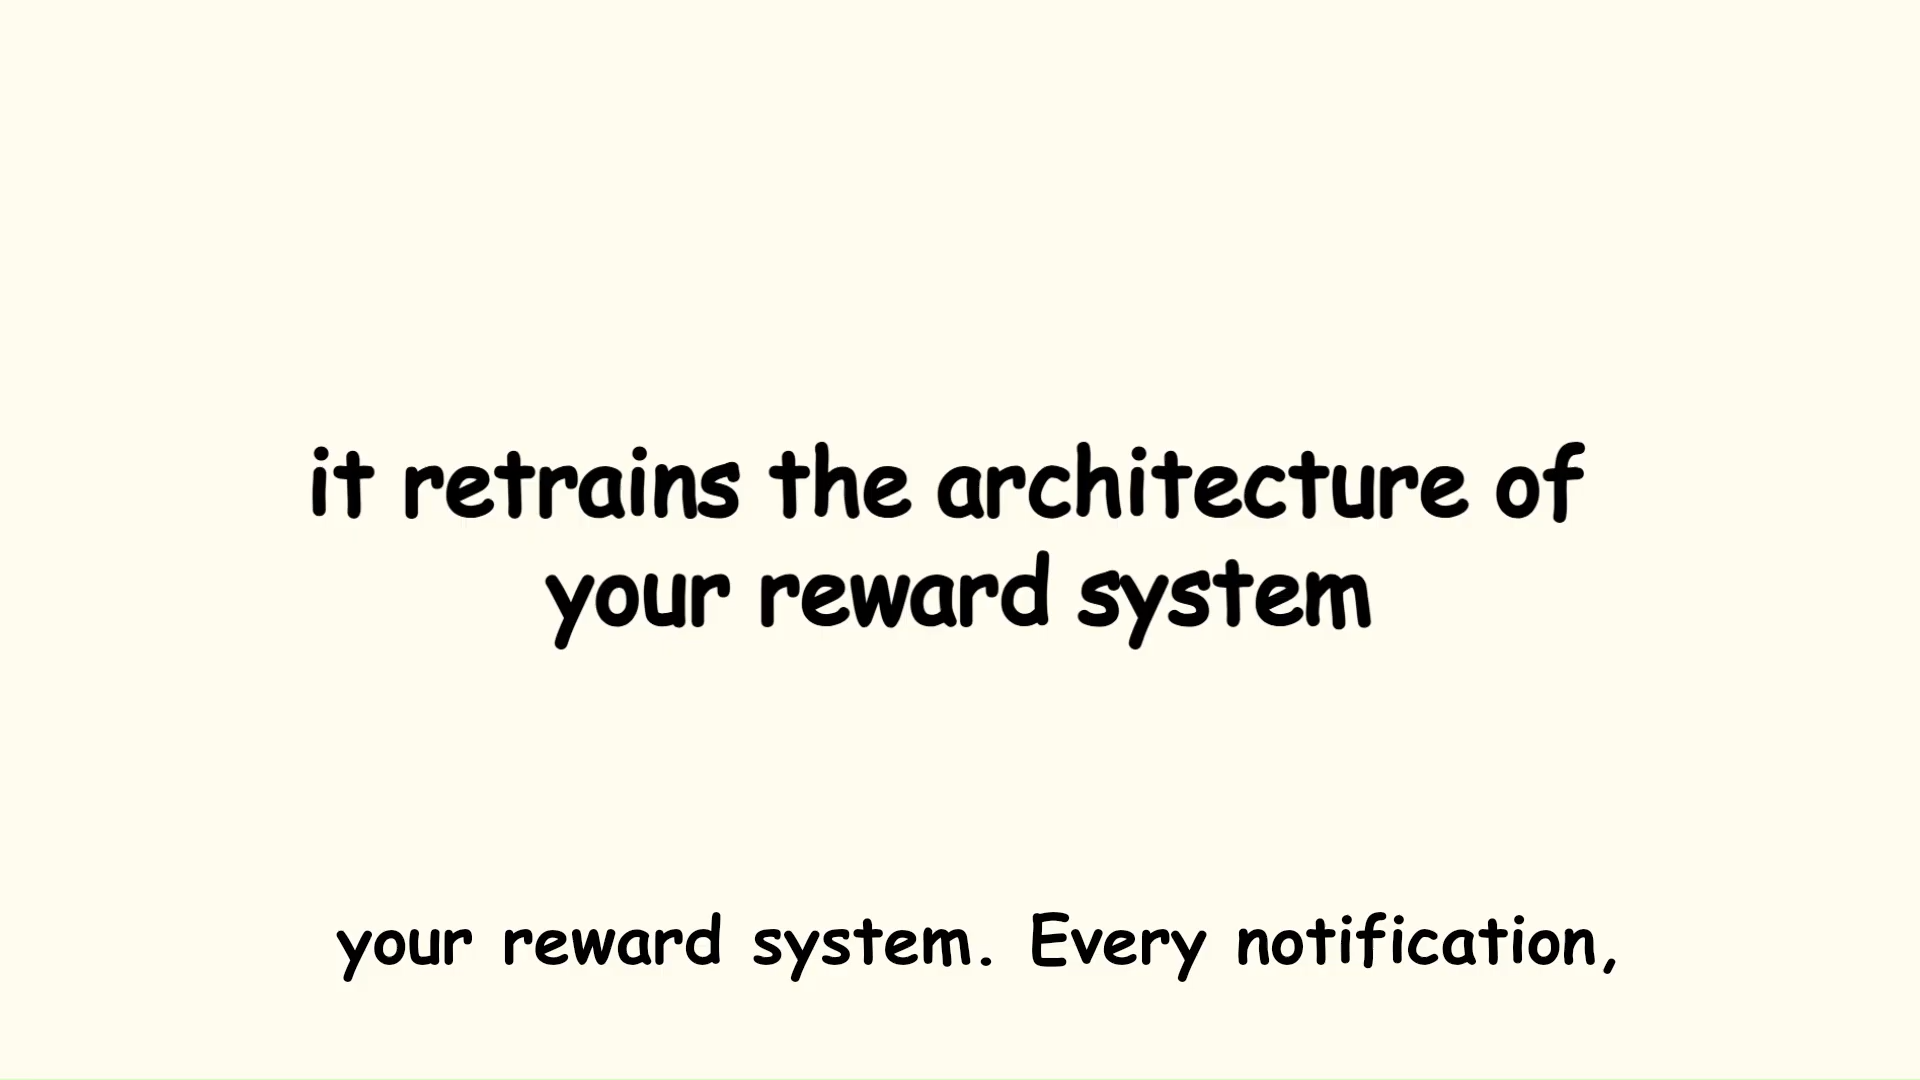 it retrains the architecture of
your reward system
your reward system. Every notification,